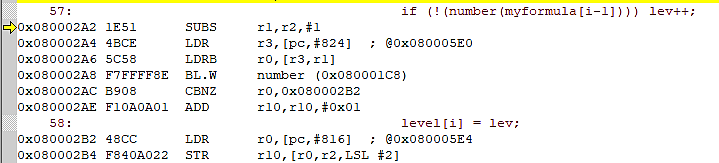 57: if (!(number(myformula[i-1]))) lev++;
0x080002A2 1E51 SUBS r1,r2,#1
0x080002A4 4BCE LDR r3,[pc,#824] ; @0x080005E0
0x080002A6 5C58 LDRB r0,[r3,r1]
0x080002A8 F7FFFF8E BL.W number (0x080001C8)
0x080002AC B908 CBNZ r0,0x080002B2
0x080002AE F10A0A01 ADD r10,r10,#0x01
58: level[i] = lev;
0x080002B2 48CC LDR r0,[pc,#816] ; @0x080005E4
0x080002B4 F840A022 STR r10,[r0,r2,LSL #2]